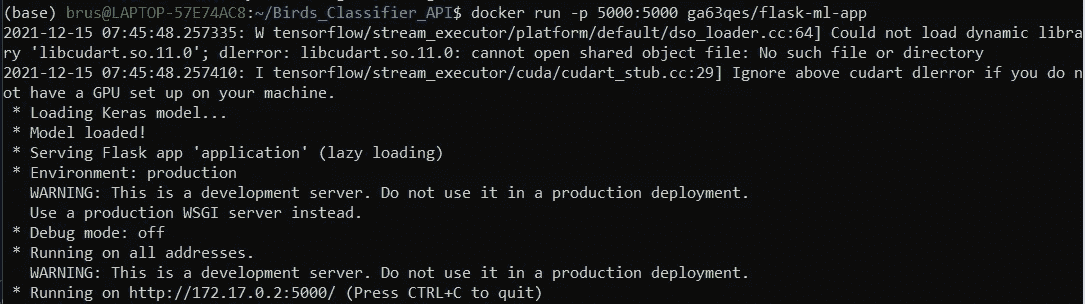 (base) brus@LAPTOP-57E74AC8:~/Birds_Classifier_API$ docker run -p 5000:5000 ga63qes/flask-ml-app
2021-12-15 07:45:48.257335: W tensorflow/stream_executor/platform/default/dso_loader.cc:64] Could not load dynamic libra
ry 'libcudart.so.11.0'; dlerror: libcudart.so.11.0: cannot open shared object file: No such file or directory
2021-12-15 07:45:48.257410: I tensorflow/stream_executor/cuda/cudart_stub.cc:29] Ignore above cudart dlerror if you do n
ot have a GPU set up on your machine.
 * Loading Keras model...
 * Model loaded!
 * Serving Flask app 'application' (lazy loading)
 * Environment: production
   WARNING: This is a development server. Do not use it in a production deployment.
   Use a production WSGI server instead.
 * Debug mode: off
 * Running on all addresses.
   WARNING: This is a development server. Do not use it in a production deployment.
 * Running on http://172.17.0.2:5000/ (Press CTRL+C to quit)